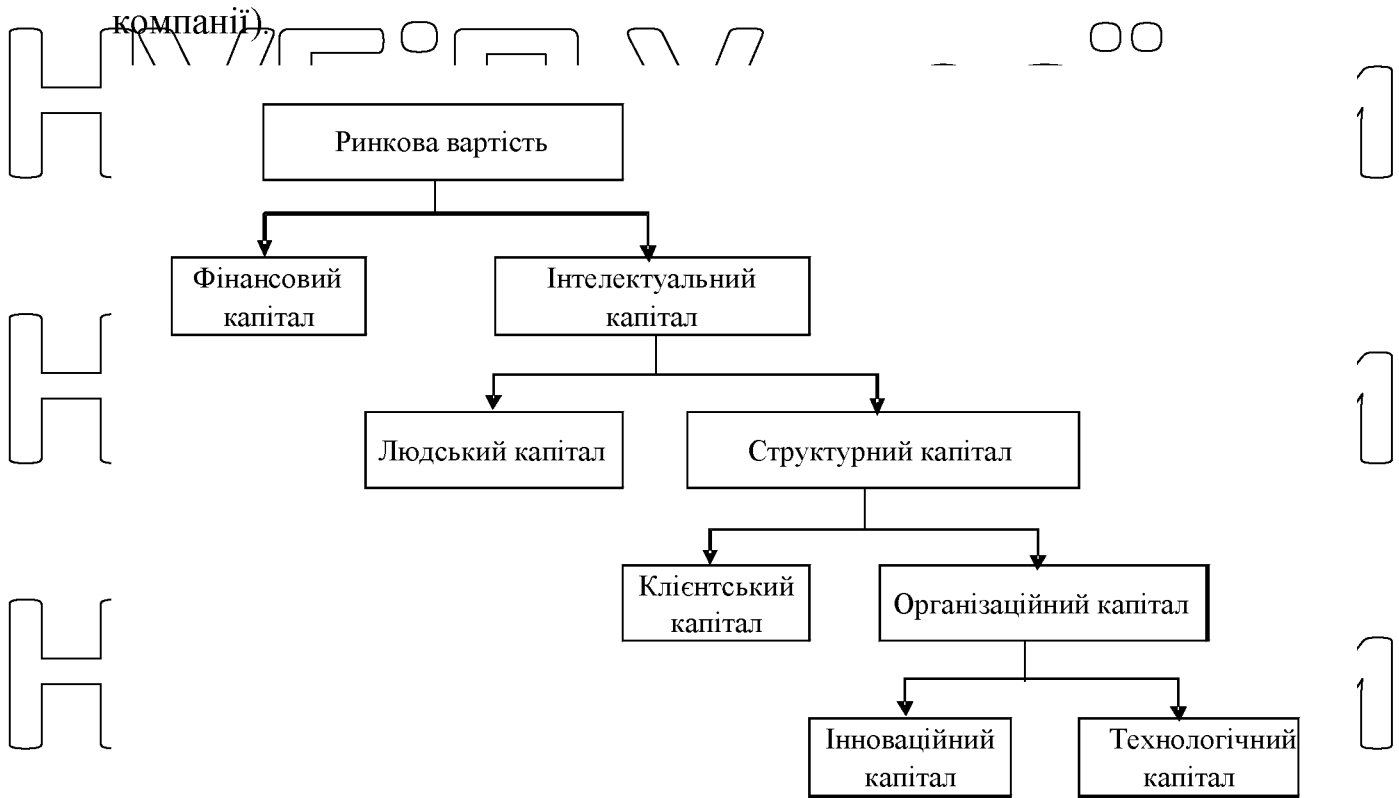 компанії).
Ринкова вартість
Фінансовий
капітал
Інтелектуальний
капітал
Людський капітал
Структурний капітал
Клієнтський
капітал
Організаційний капітал
Інноваційний
капітал
Технологічний
капітал